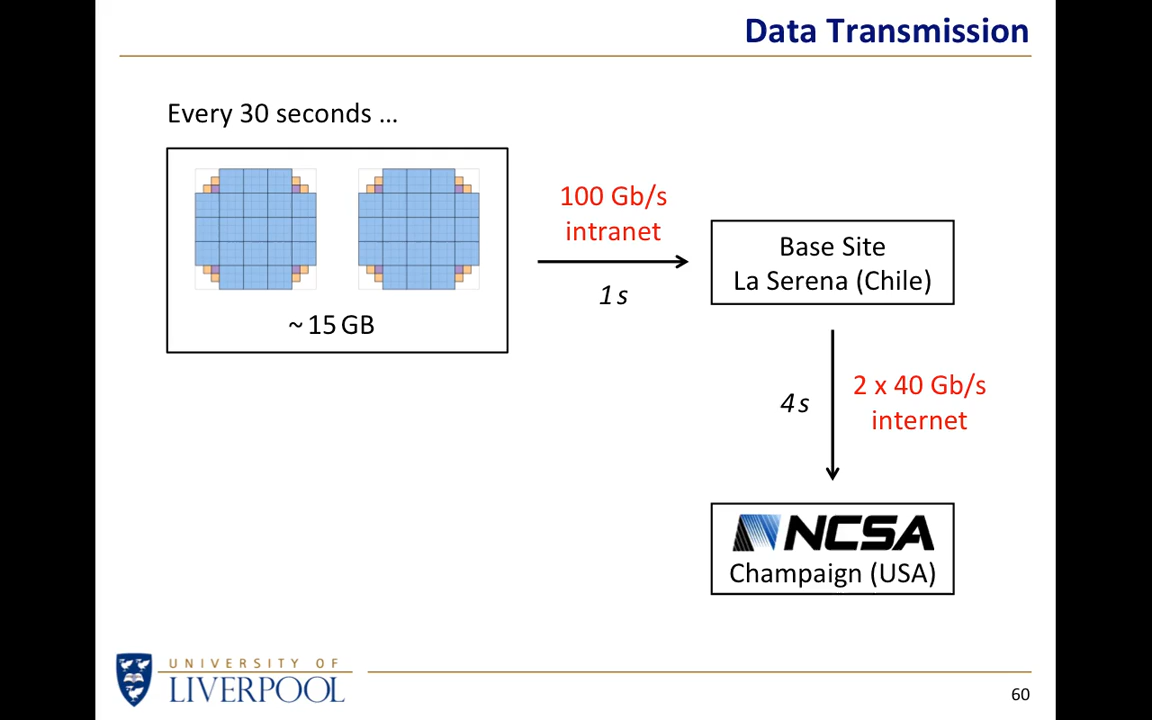 Data Transmission
Every 30 seconds ...
~ 15 GB
100 Gb/s
intranet
1 s
Base Site
La Serena (Chile)
4 s
2 x 40 Gb/s
internet
NCSA
Champaign (USA)
UNIVERSITY OF
LIVERPOOL
60